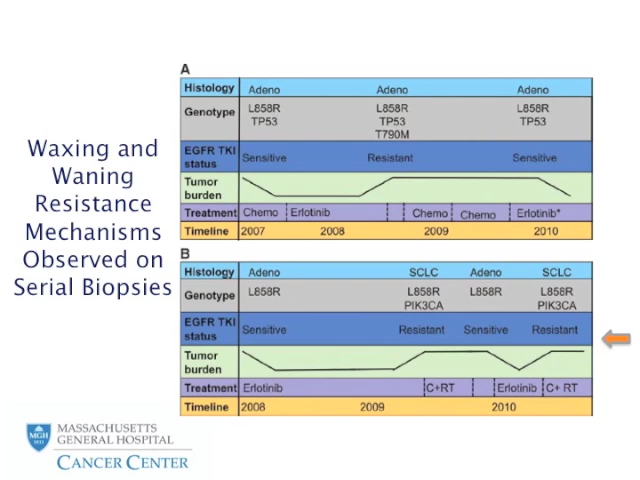 Waxing and
Waning
Resistance
Mechanisms
Observed on
Serial Biopsies
A
Histology Adeno Adeno Adeno
Genotype L858R L858R L858R
TP53 TP53 TP53
T790M
EGFR TKI
status Sensitive Resistant Sensitive
Tumor
burden
Treatment Chemo Erlotinib Chemo Chemo Erlotinib*
Timeline 2007 2008 2009 2010
B
Histology Adeno SCLC Adeno SCLC
Genotype L858R L858R L858R L858R
PIK3CA PIK3CA
EGFR TKI
status Sensitive Resistant Sensitive Resistant
Tumor
burden
Treatment Erlotinib C+RT Erlotinib C+ RT
Timeline 2008 2009 2010
MGH
1811
MASSACHUSETTS
GENERAL HOSPITAL
CANCER CENTER